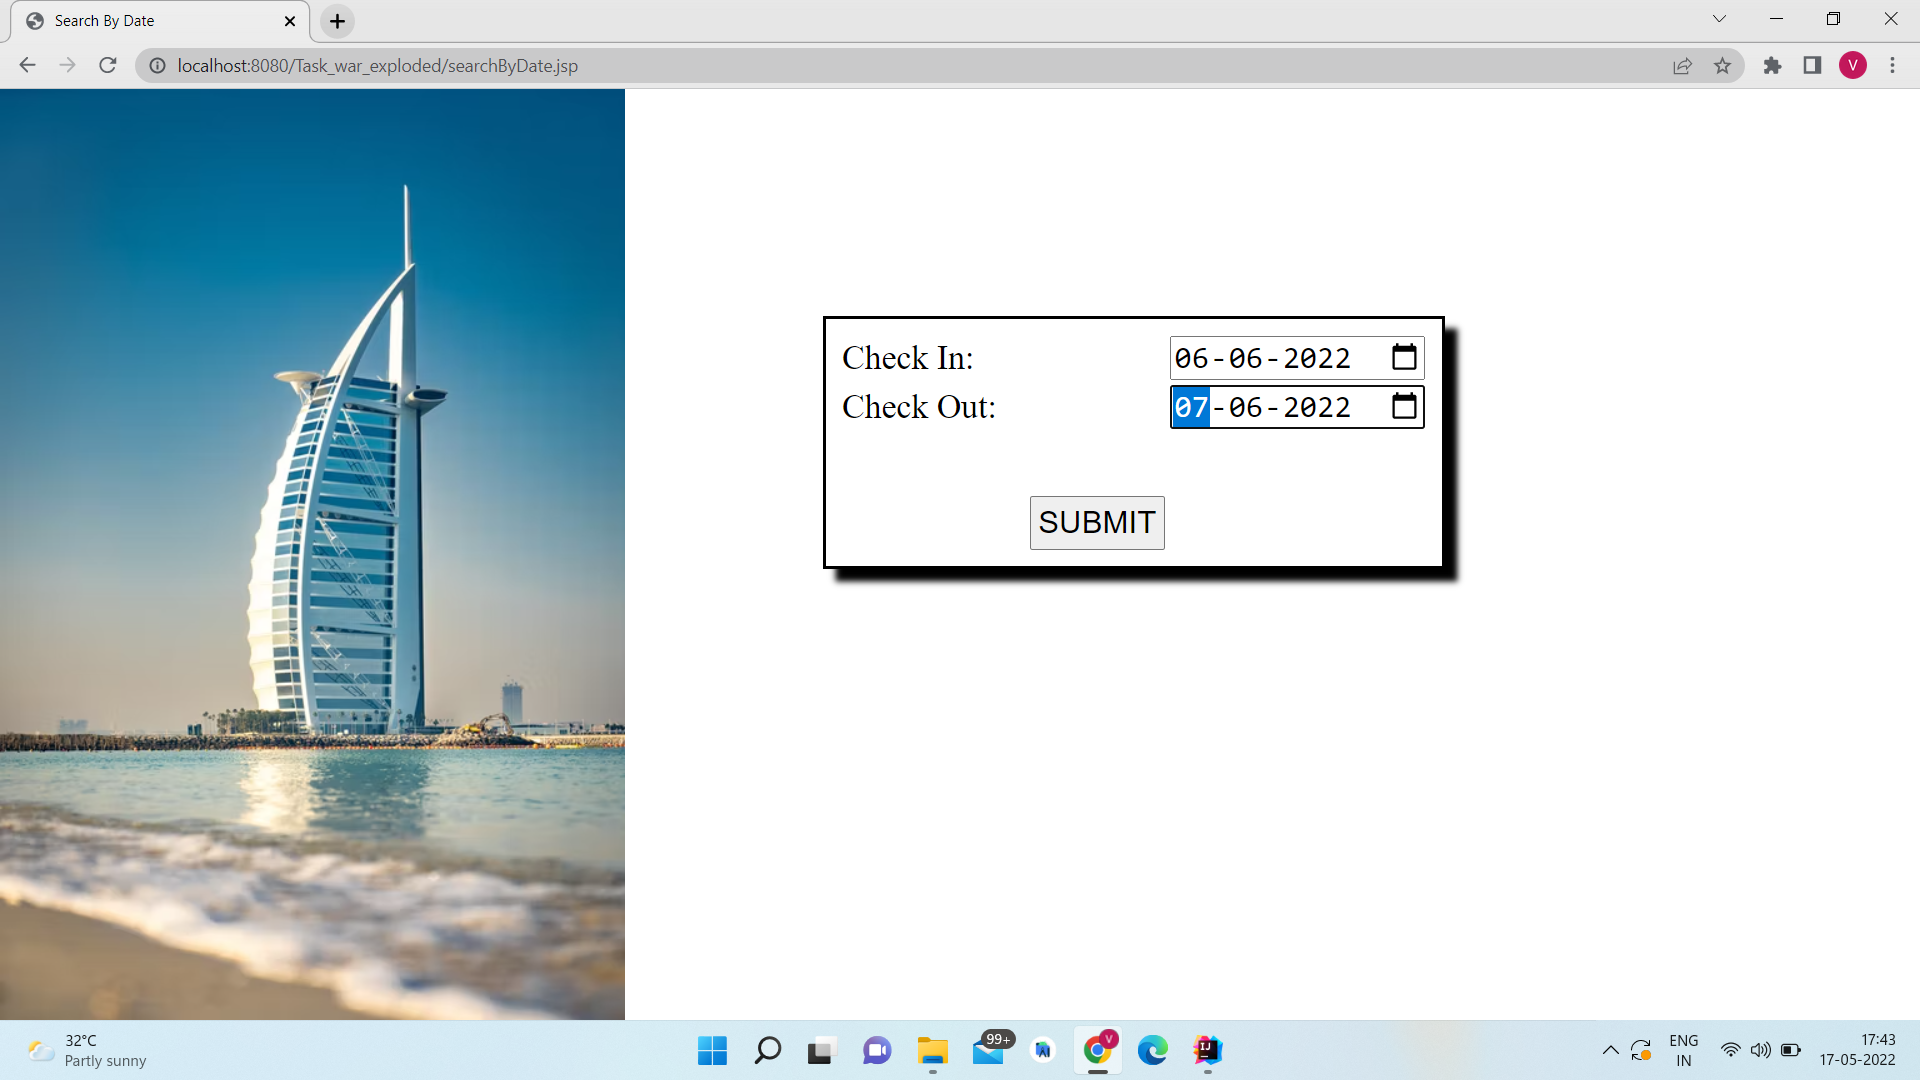 Search By Date
localhost:8080/Task_war_exploded/searchByDate.jsp
V
Check In: 06-06-2022
Check Out: 07-06-2022
SUBMIT
32°C
Partly sunny
99+
V
IJ
ENG
IN
17:43
17-05-2022